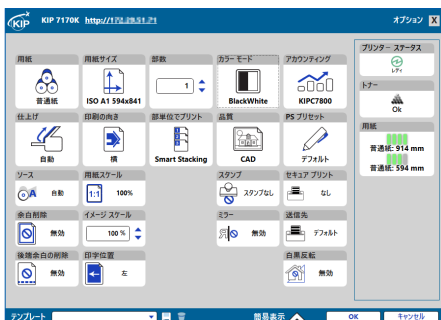 KIP
KIP 7170K http://172.29.51.21
オプション X
用紙
普通紙
用紙サイズ
ISO A1 594x841
部数
1
カラー モード
BlackWhite
アカウンティング
KIPC7800
仕上げ
自動
印刷の向き
横
部単位でプリント
Smart Stacking
品質
CAD
PS プリセット
デフォルト
ソース
A 自動
用紙スケール
1:1 100%
スタンプ
スタンプなし
セキュア プリント
なし
余白削除
無効
イメージ スケール
100 %
ミラー
無効
送信先
デフォルト
後端余白の削除
無効
印字位置
左
白黒反転
無効
プリンター ステータス
レディ
トナー
Ok
用紙
普通紙: 914 mm
普通紙: 594 mm
テンプレート
簡易表示
OK
キャンセル